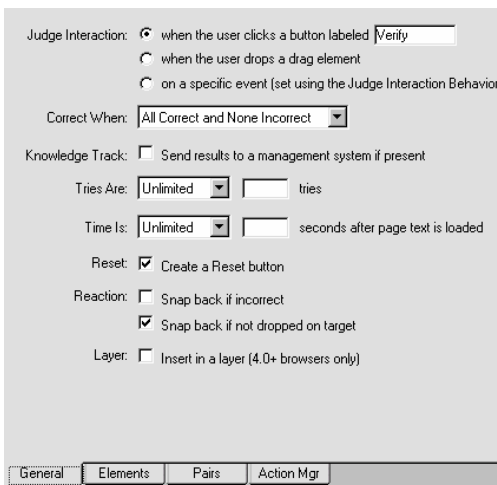 Judge Interaction: when the user clicks a button labeled Verify
when the user drops a drag element
on a specific event (set using the Judge Interaction Behavior
Correct When: All Correct and None Incorrect
Knowledge Track: Send results to a management system if present
Tries Are: Unlimited tries
Time Is: Unlimited seconds after page text is loaded
Reset: Create a Reset button
Reaction: Snap back if incorrect
Snap back if not dropped on target
Layer: Insert in a layer (4.0+ browsers only)
General Elements Pairs Action Mgr